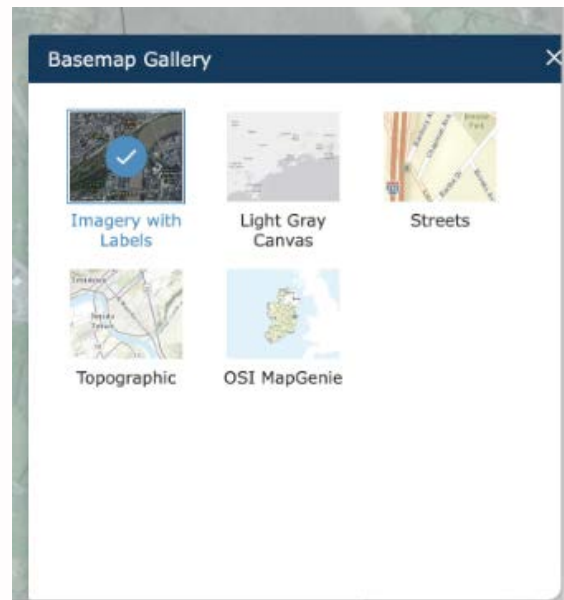 Basemap Gallery
Imagery with
Labels
Light Gray
Canvas
Streets
Topographic
OSI MapGenie